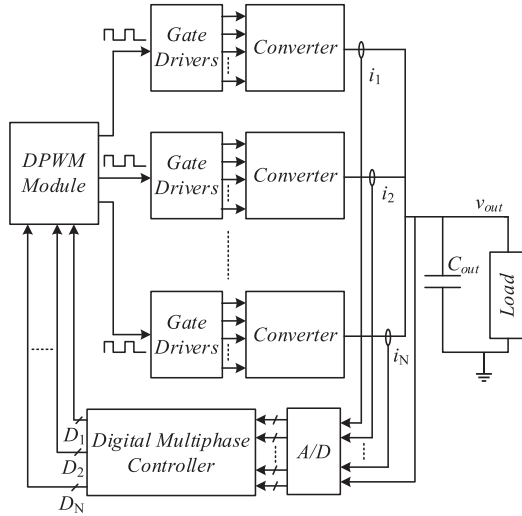 Gate
Drivers
Converter
i1
DPWM
Module
Gate
Drivers
Converter
i2
vout
Cout
Load
Gate
Drivers
Converter
iN
D1
D2
DN
Digital Multiphase
Controller
A/D